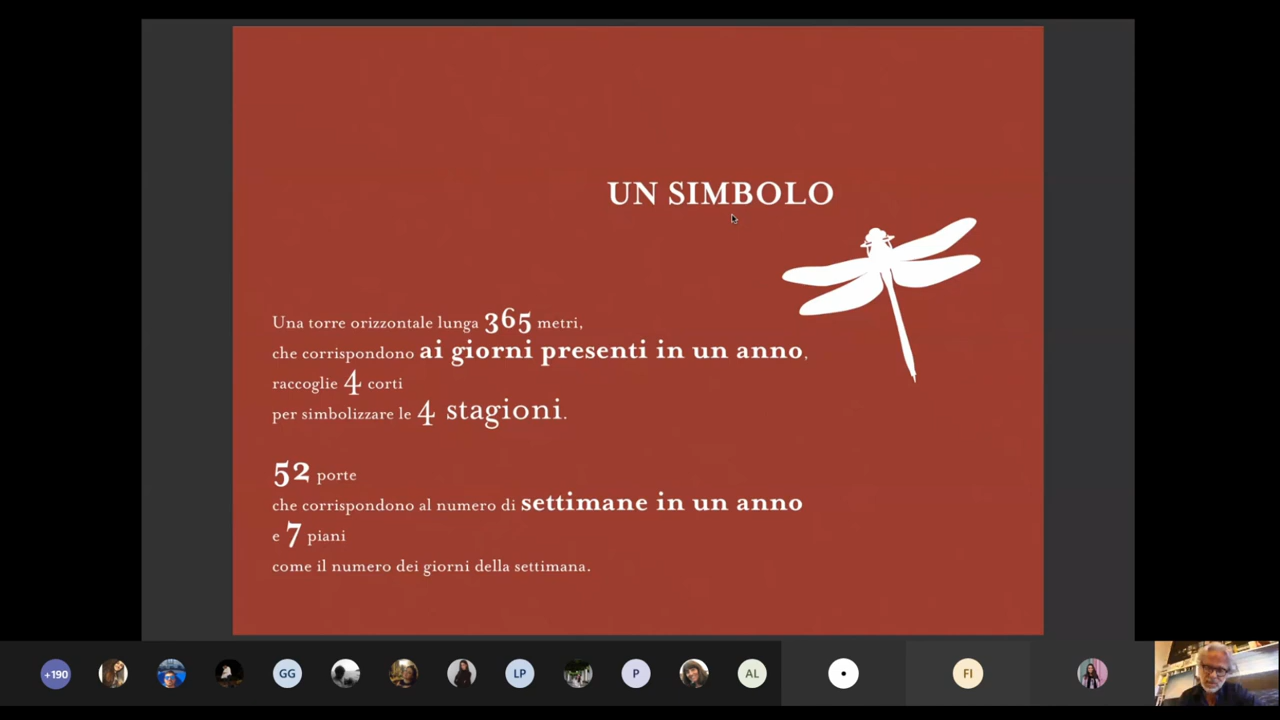 UN SIMBOLO
Una torre orizzontale lunga 365 metri,
che corrispondono ai giorni presenti in un anno,
raccoglie 4 corti
per simbolizzare le 4 stagioni.
52 porte
che corrispondono al numero di settimane in un anno
e 7 piani
come il numero dei giorni della settimana.
+190 GG LP P AL FI